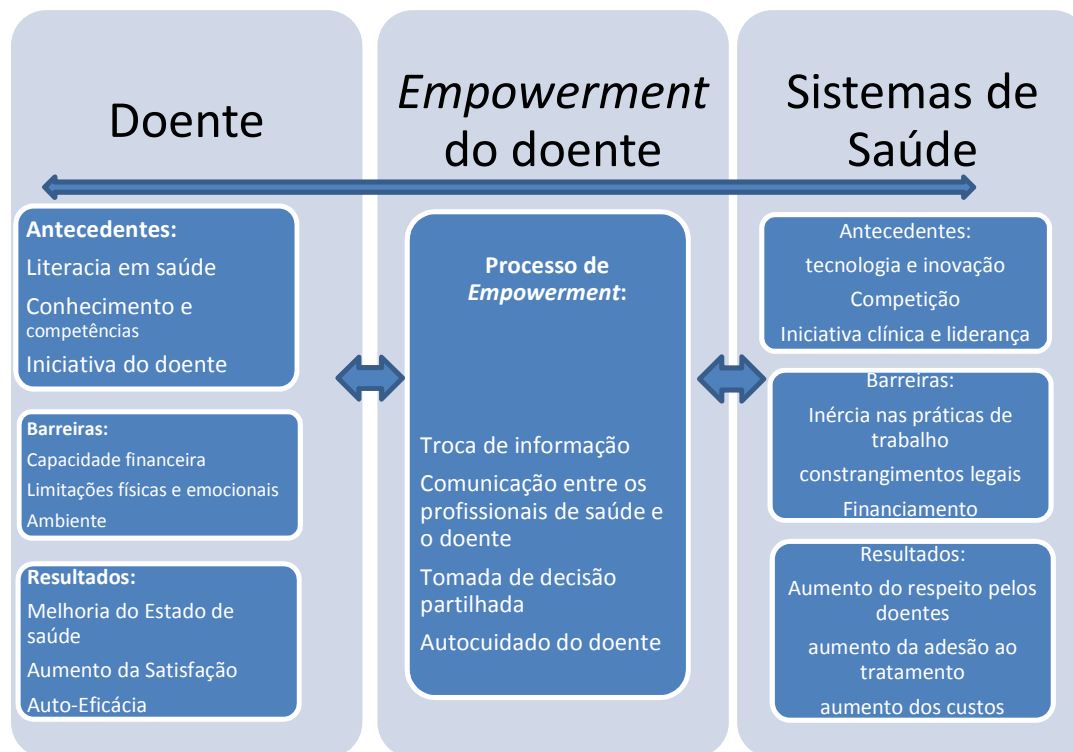 Doente
Antecedentes:
Literacia em saúde
Conhecimento e
competências
Iniciativa do doente
Barreiras:
Capacidade financeira
Limitações físicas e emocionais
Ambiente
Resultados:
Melhoria do Estado de
saúde
Aumento da Satisfação
Auto-Eficácia
Empowerment
do doente
Processo de
Empowerment:
Troca de informação
Comunicação entre os
profissionais de saúde e
o doente
Tomada de decisão
partilhada
Autocuidado do doente
Sistemas de
Saúde
Antecedentes:
tecnologia e inovação
Competição
Iniciativa clínica e liderança
Barreiras:
Inércia nas práticas de
trabalho
constrangimentos legais
Financiamento
Resultados:
Aumento do respeito pelos
doentes
aumento da adesão ao
tratamento
aumento dos custos